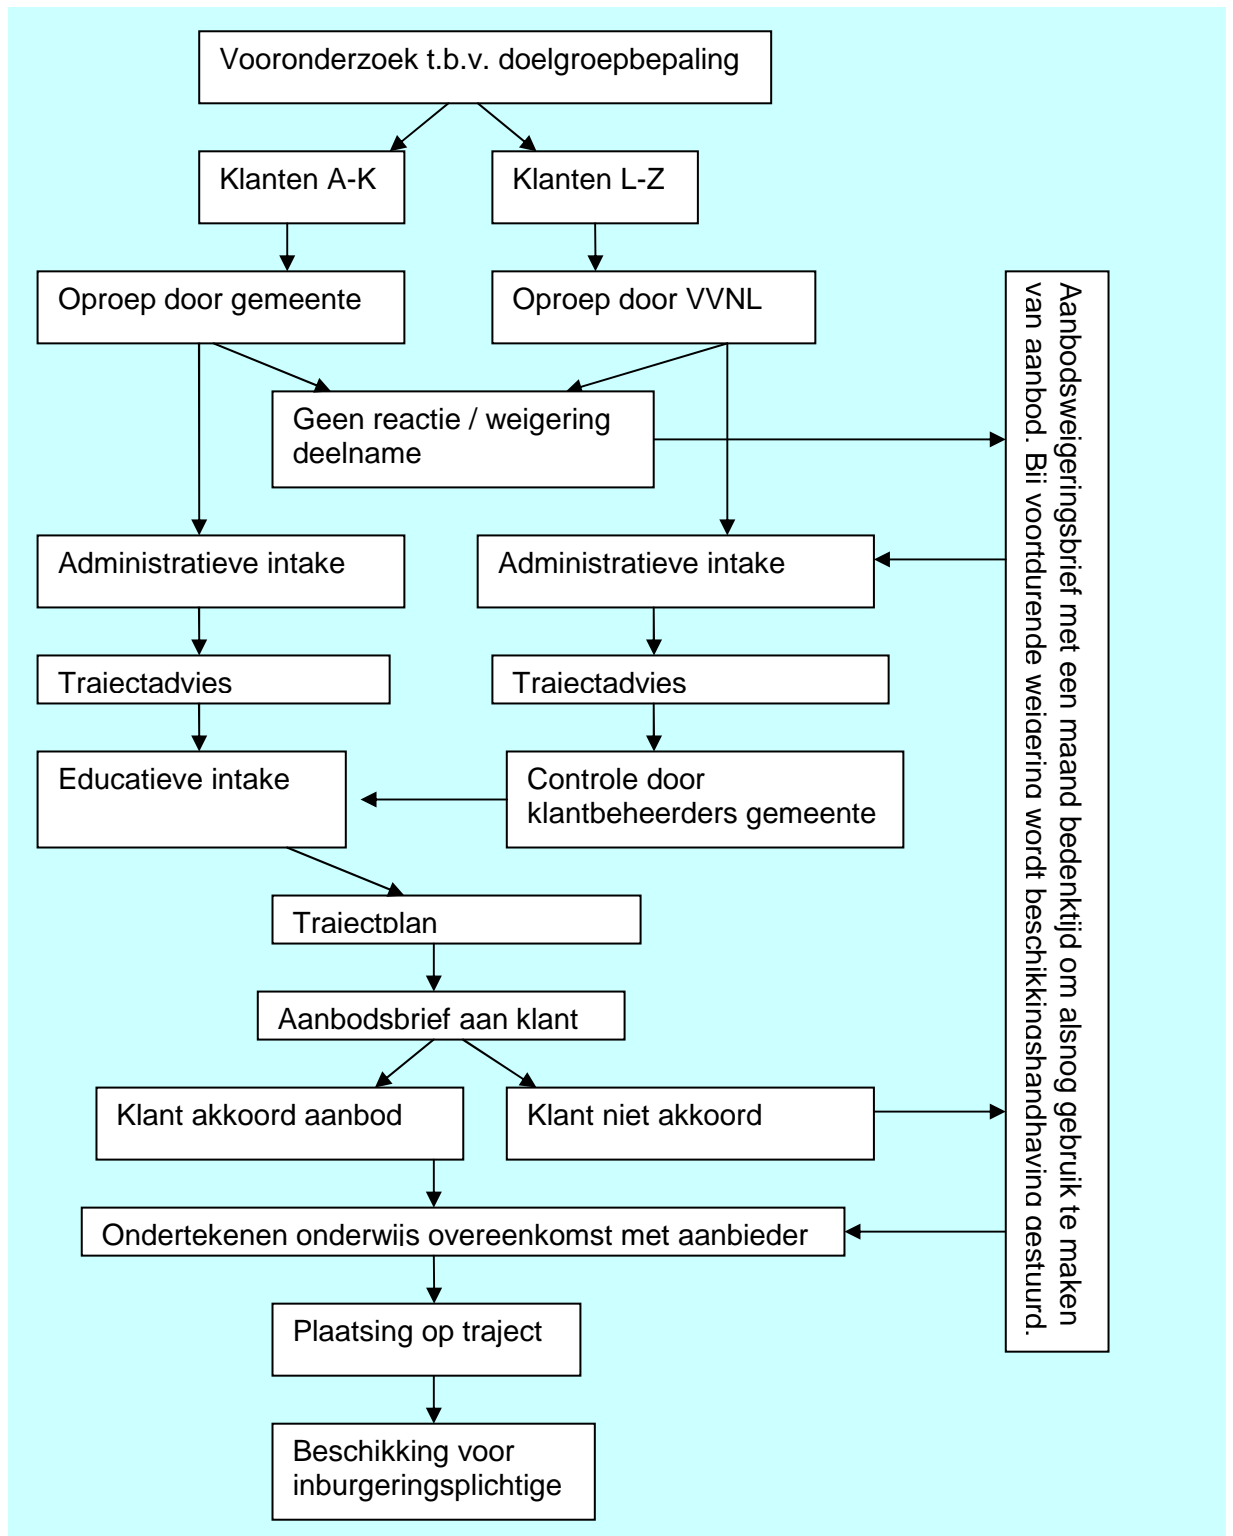 Vooronderzoek t.b.v. doelgroepbepaling
Klanten A-K
Klanten L-Z
Oproep door gemeente
Oproep door VVNL
Geen reactie / weigering
deelname
Administratieve intake
Administratieve intake
Trajectadvies
Trajectadvies
Educatieve intake
Controle door
klantbeheerders gemeente
Trajectplan
Aanbodsbrief aan klant
Klant akkoord aanbod
Klant niet akkoord
Ondertekenen onderwijs overeenkomst met aanbieder
Plaatsing op traject
Beschikking voor
inburgeringsplichtige
Aanbodsweigeringsbrief met een maand bedenktijd om alsnog gebruik te maken
van aanbod. Bij voortdurende weigering wordt beschikkingshandhaving gestuurd.